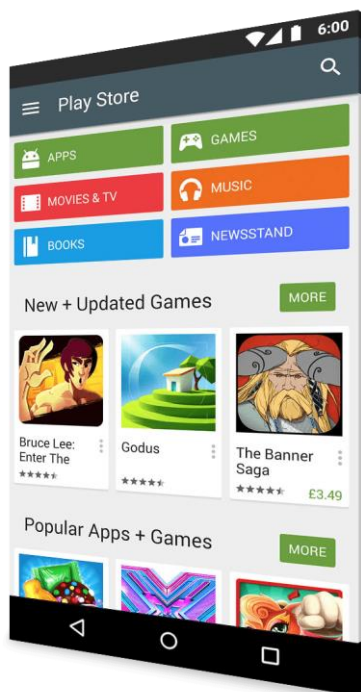 6:00
Play Store
APPS
GAMES
MOVIES & TV
MUSIC
BOOKS
NEWSSTAND
New + Updated Games
MORE
Bruce Lee:
Enter The
Godus
The Banner
Saga
£3.49
Popular Apps + Games
MORE